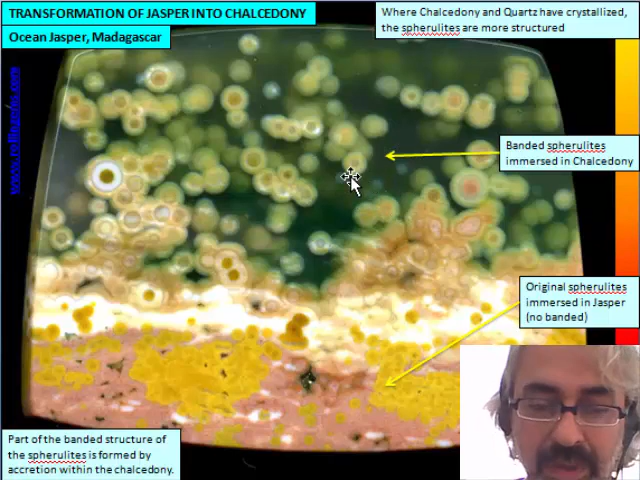 TRANSFORMATION OF JASPER INTO CHALCEDONY
Ocean Jasper, Madagascar
Where Chalcedony and Quartz have crystallized,
the spherulites are more structured
Banded spherulites
immersed in Chalcedony
Original spherulites
immersed in Jasper
(no banded)
Part of the banded structure of
the spherulites is formed by
accretion within the chalcedony.